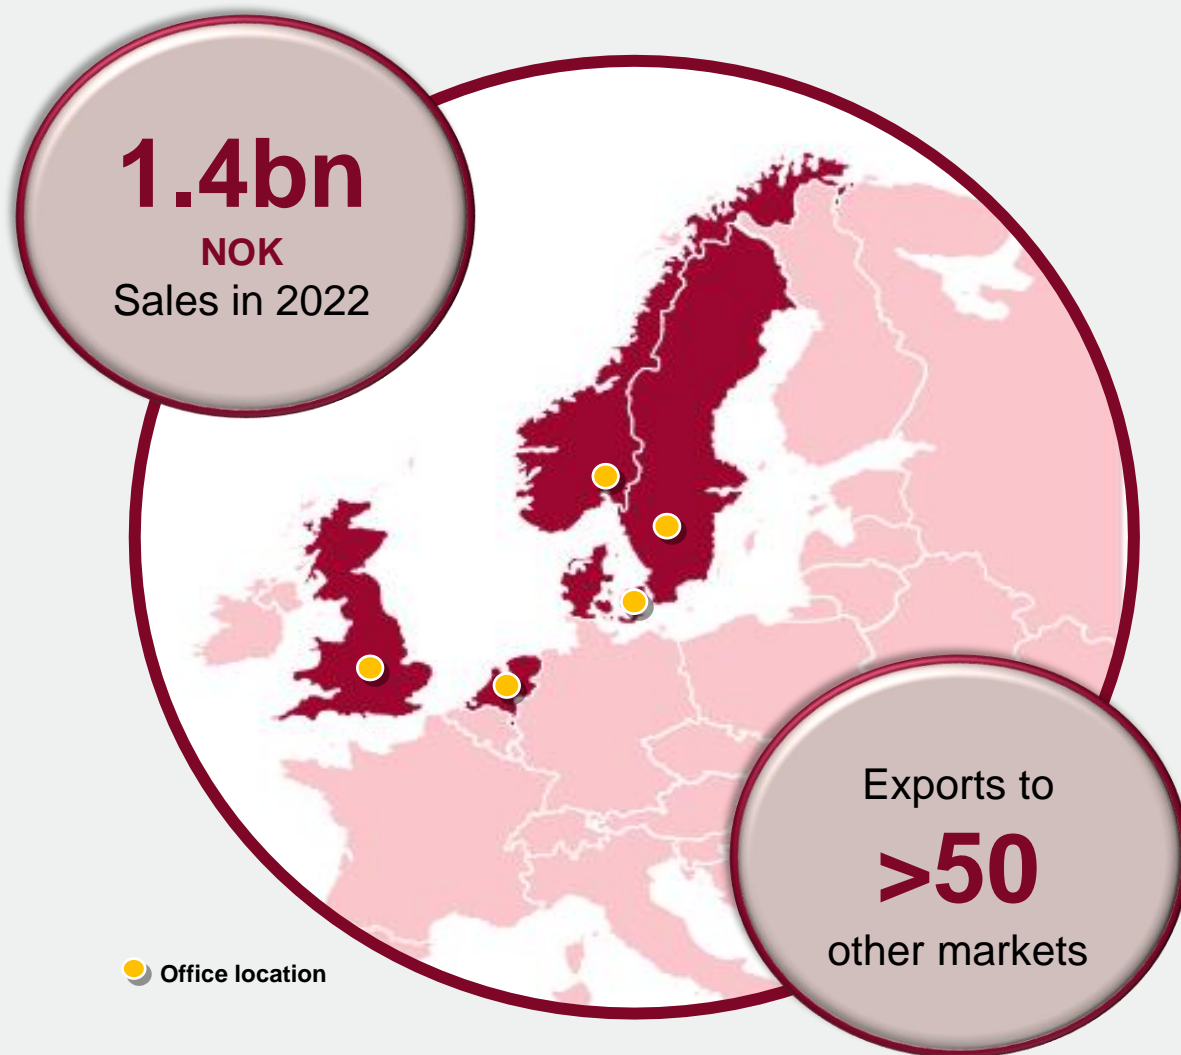 1.4bn
NOK
Sales in 2022
Exports to
>50
other markets
Office location